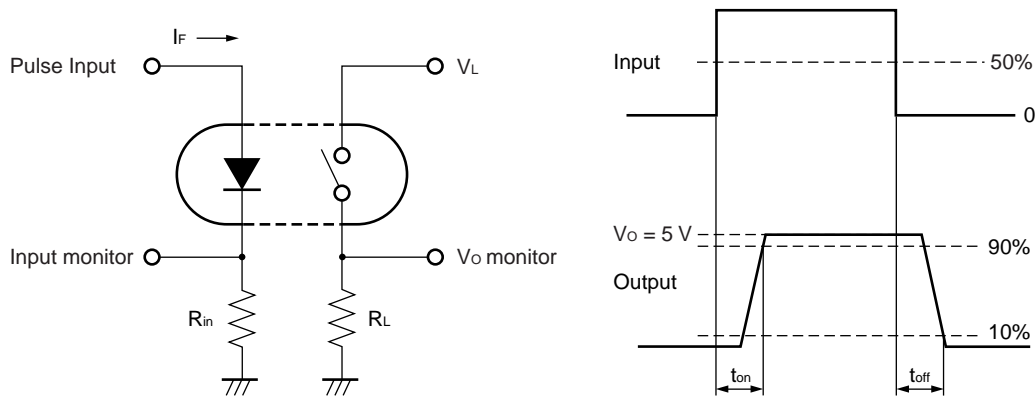 IF
Pulse Input
VL
Input monitor
VO monitor
Rin
RL
Input
50%
0
VO = 5 V
90%
Output
10%
ton
toff